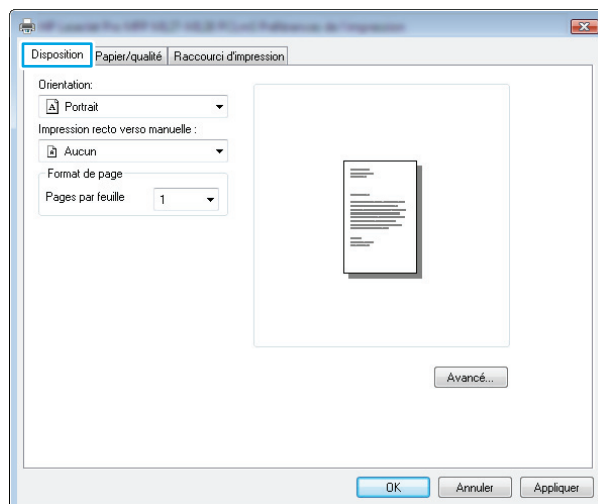 Disposition
Papier/qualité
Raccourci d'impression
Orientation:
Portrait
Impression recto verso manuelle :
Aucun
Format de page
Pages par feuille
1
Avancé...
OK
Annuler
Appliquer